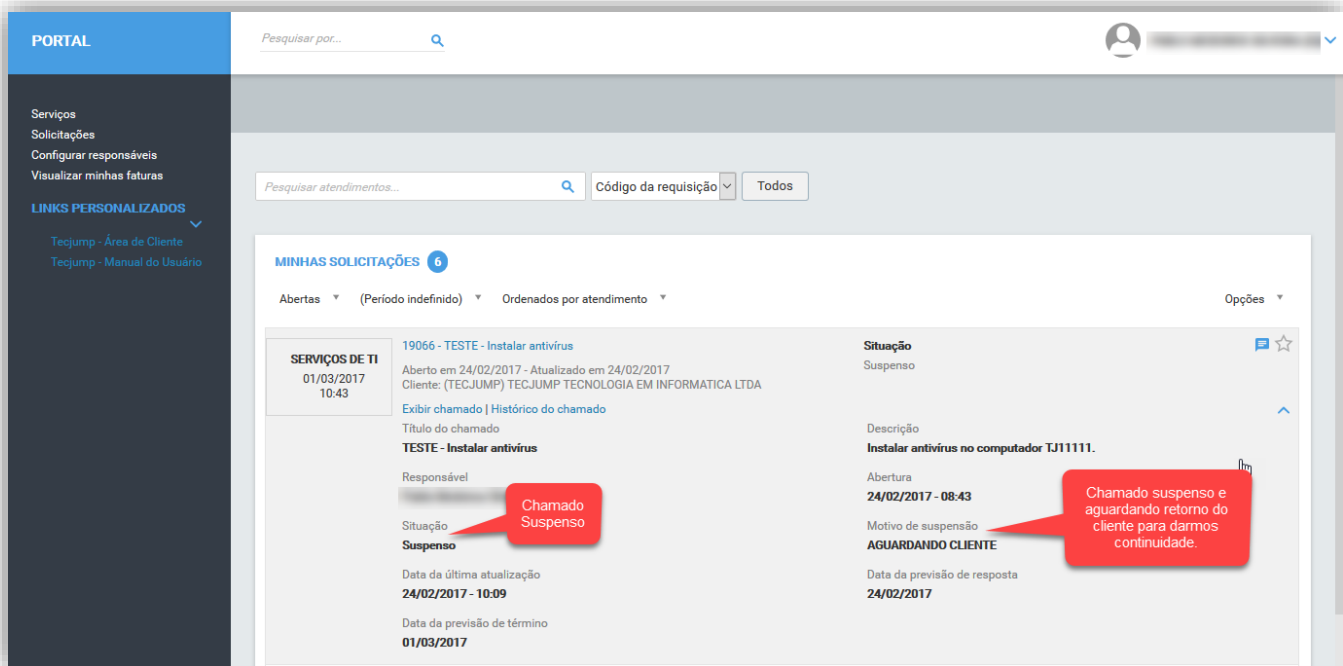 PORTAL
Pesquisar por...
Serviços
Solicitações
Configurar responsáveis
Visualizar minhas faturas
LINKS PERSONALIZADOS
Tecjump - Área de Cliente
Tecjump - Manual do Usuário
Pesquisar atendimentos...
Código da requisição
Todos
MINHAS SOLICITAÇÕES 6
Abertas (Período indefinido) Ordenados por atendimento Opções
SERVIÇOS DE TI
01/03/2017
10:43
19066 - TESTE - Instalar antivírus
Aberto em 24/02/2017 - Atualizado em 24/02/2017
Cliente: (TECJUMP) TECJUMP TECNOLOGIA EM INFORMATICA LTDA
Situação
Suspenso
Exibir chamado | Histórico do chamado
Título do chamado
TESTE - Instalar antivírus
Descrição
Instalar antivírus no computador TJ11111.
Responsável
Abertura
24/02/2017 - 08:43
Chamado
Suspenso
Situação
Suspenso
Motivo de suspensão
AGUARDANDO CLIENTE
Chamado suspenso e
aguardando retorno do
cliente para darmos
continuidade.
Data da última atualização
24/02/2017 - 10:09
Data da previsão de resposta
24/02/2017
Data da previsão de término
01/03/2017